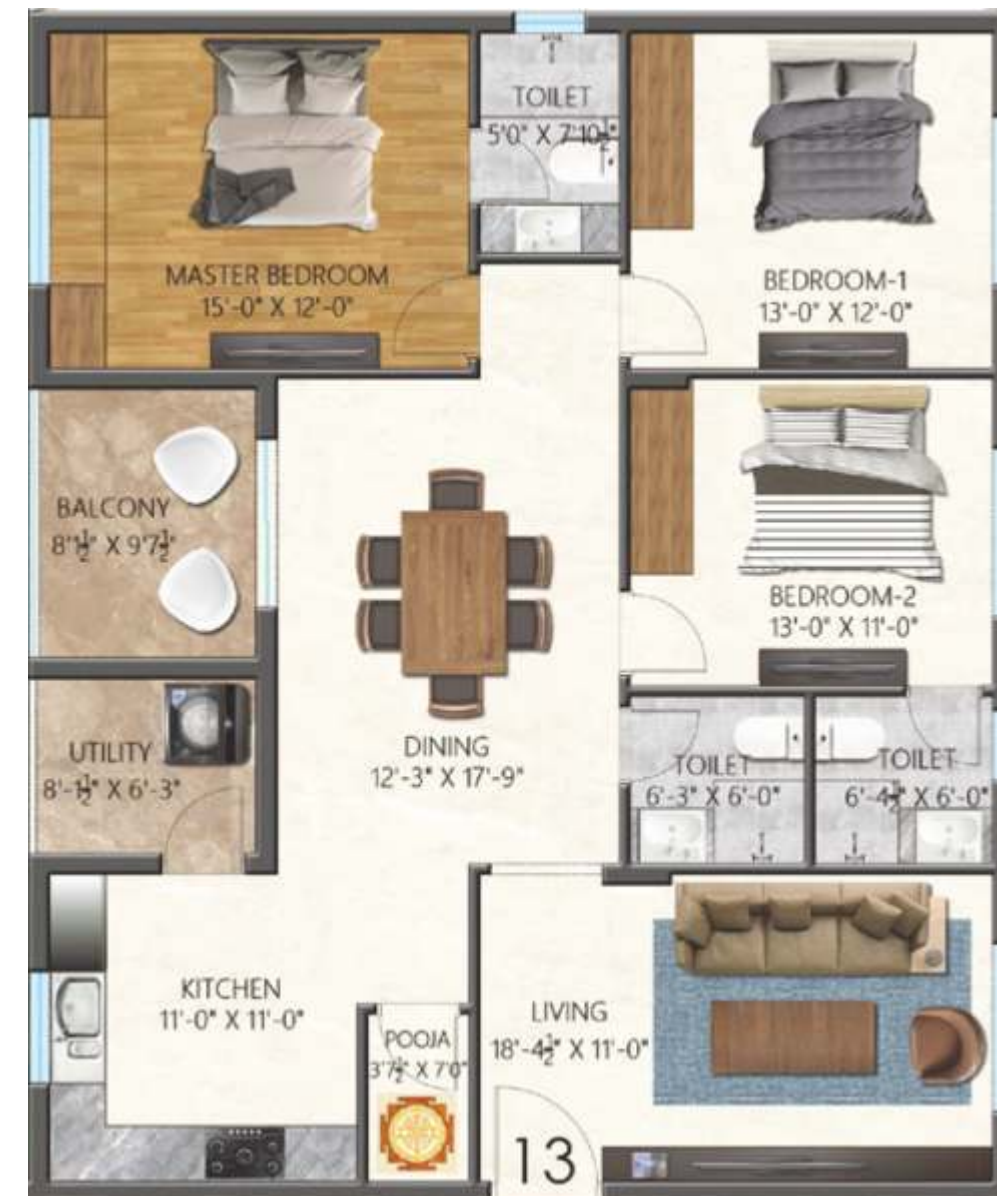 TOILET
5'0" X 7'10½"
MASTER BEDROOM
15'-0" X 12'-0"
BEDROOM-1
13'-0" X 12'-0"
BALCONY
8'1½" X 9'7½"
BEDROOM-2
13'-0" X 11'-0"
UTILITY
8'-1½" X 6'-3"
DINING
12'-3" X 17'-9"
TOILET
6'-3" X 6'-0"
TOILET
6'-4½" X 6'-0"
KITCHEN
11'-0" X 11'-0"
POOJA
3'7½" X 7'0"
LIVING
18'-4½" X 11'-0"
13